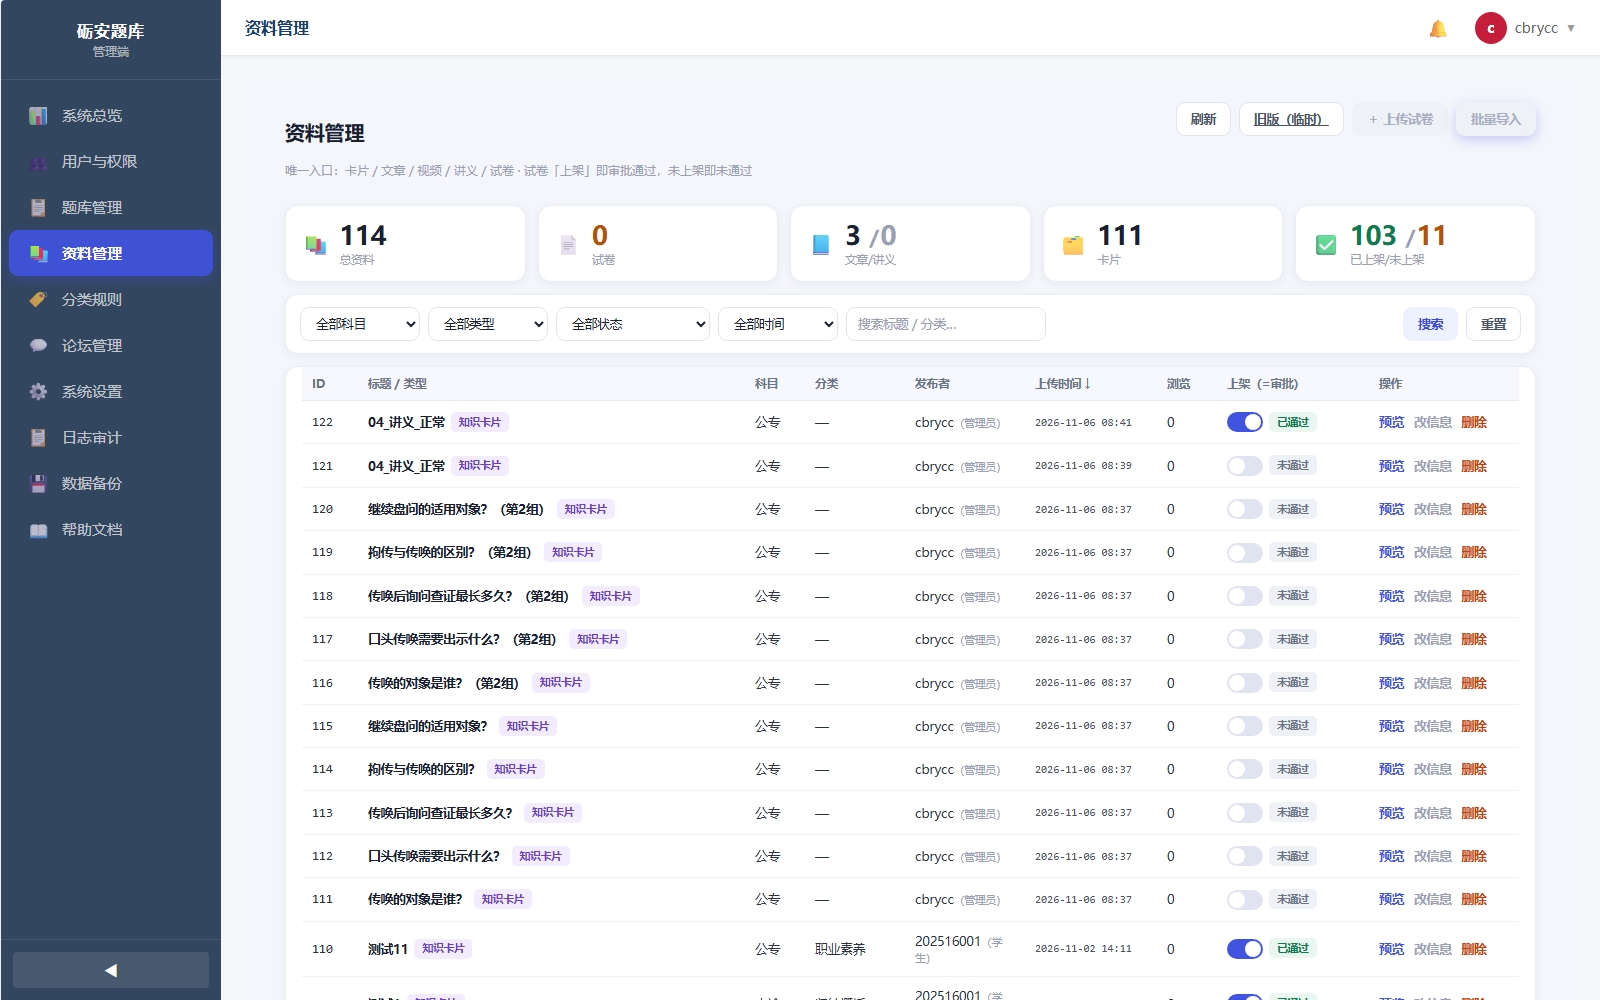 砺安题库
管理端
系统总览
用户与权限
题库管理
资料管理
分类规则
论坛管理
系统设置
日志审计
数据备份
帮助文档
◀
资料管理
c cbrycc ▼
资料管理
唯一入口：卡片 / 文章 / 视频 / 讲义 / 试卷 · 试卷「上架」即审批通过，未上架即未通过
刷新 旧版（临时） + 上传试卷 批量导入
114
总资料
0
试卷
3 /0
文章/讲义
111
卡片
103 /11
已上架/未上架
全部科目 全部类型 全部状态 全部时间 搜索标题 / 分类... 搜索 重置
ID 标题 / 类型 科目 分类 发布者 上传时间 ↓ 浏览 上架（=审批） 操作
122 04_讲义_正常 知识卡片 公专 — cbrycc (管理员) 2026-11-06 08:41 0 已通过 预览 改信息 删除
121 04_讲义_正常 知识卡片 公专 — cbrycc (管理员) 2026-11-06 08:39 0 未通过 预览 改信息 删除
120 继续盘问的适用对象？（第2组） 知识卡片 公专 — cbrycc (管理员) 2026-11-06 08:37 0 未通过 预览 改信息 删除
119 拘传与传唤的区别？（第2组） 知识卡片 公专 — cbrycc (管理员) 2026-11-06 08:37 0 未通过 预览 改信息 删除
118 传唤后询问查证最长多久？（第2组） 知识卡片 公专 — cbrycc (管理员) 2026-11-06 08:37 0 未通过 预览 改信息 删除
117 口头传唤需要出示什么？（第2组） 知识卡片 公专 — cbrycc (管理员) 2026-11-06 08:37 0 未通过 预览 改信息 删除
116 传唤的对象是谁？（第2组） 知识卡片 公专 — cbrycc (管理员) 2026-11-06 08:37 0 未通过 预览 改信息 删除
115 继续盘问的适用对象？ 知识卡片 公专 — cbrycc (管理员) 2026-11-06 08:37 0 未通过 预览 改信息 删除
114 拘传与传唤的区别？ 知识卡片 公专 — cbrycc (管理员) 2026-11-06 08:37 0 未通过 预览 改信息 删除
113 传唤后询问查证最长多久？ 知识卡片 公专 — cbrycc (管理员) 2026-11-06 08:37 0 未通过 预览 改信息 删除
112 口头传唤需要出示什么？ 知识卡片 公专 — cbrycc (管理员) 2026-11-06 08:37 0 未通过 预览 改信息 删除
111 传唤的对象是谁？ 知识卡片 公专 — cbrycc (管理员) 2026-11-06 08:37 0 未通过 预览 改信息 删除
110 测试11 知识卡片 公专 职业素养 202516001 (学生) 2026-11-02 14:11 0 已通过 预览 改信息 删除
202516001 (学